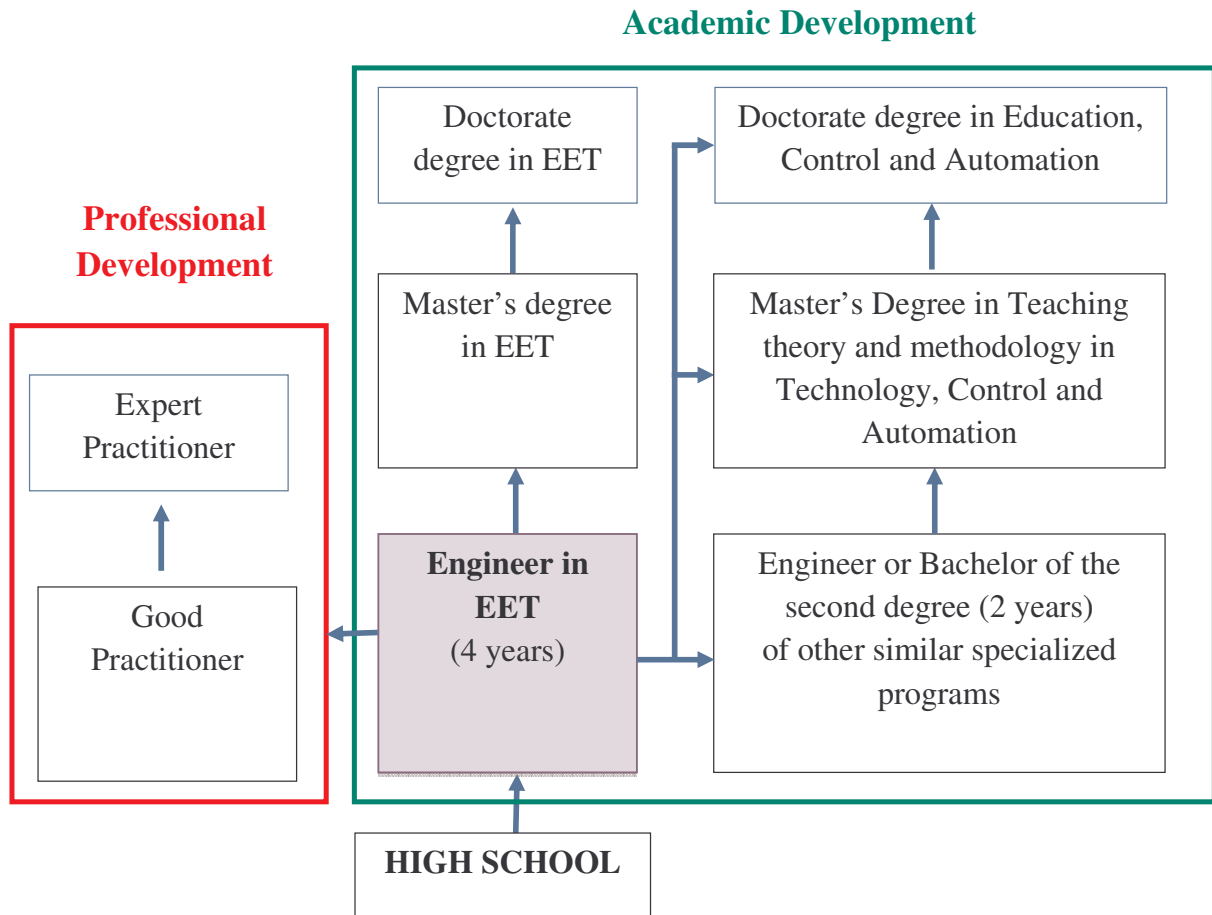 Academic Development
Doctorate
degree in EET
Doctorate degree in Education,
Control and Automation
Professional
Development
Master’s degree
in EET
Master’s Degree in Teaching
theory and methodology in
Technology, Control and
Automation
Expert
Practitioner
Good
Practitioner
Engineer in
EET
(4 years)
Engineer or Bachelor of the
second degree (2 years)
of other similar specialized
programs
HIGH SCHOOL